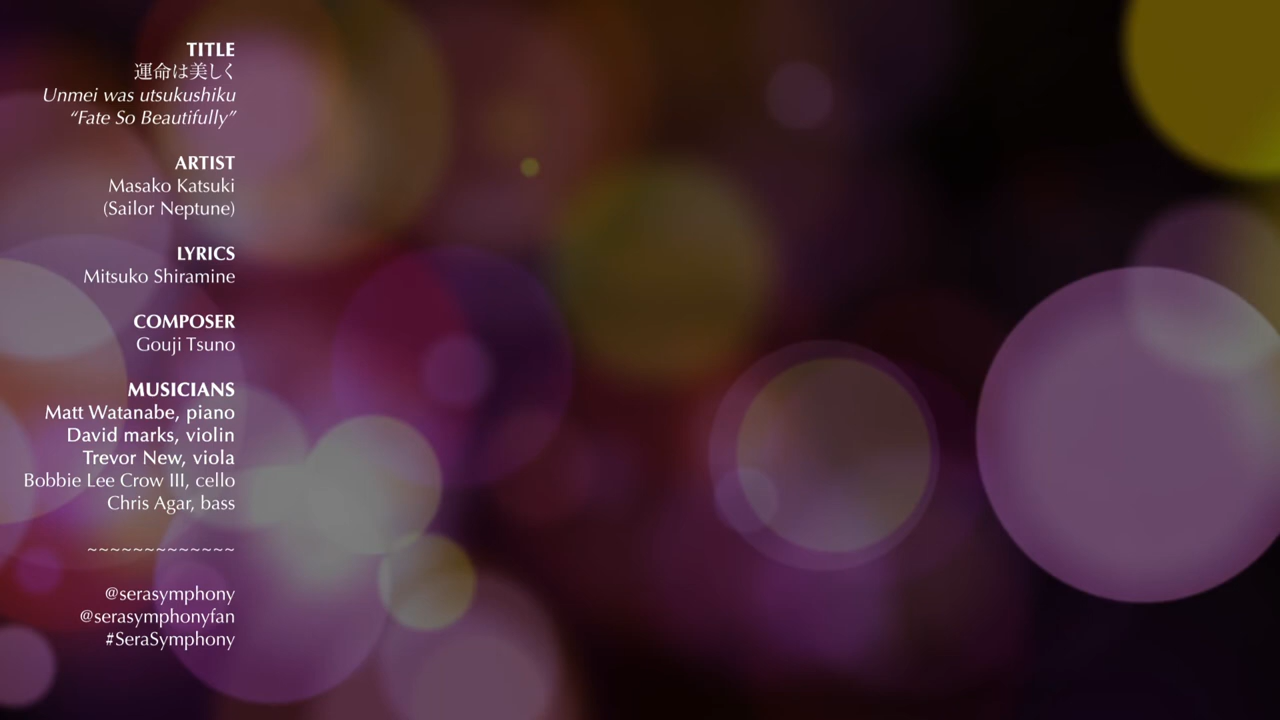 TITLE
運命は美しく
Unmei was utsukushiku
“Fate So Beautifully”
ARTIST
Masako Katsuki
(Sailor Neptune)
LYRICS
Mitsuko Shiramine
COMPOSER
Gouji Tsuno
MUSICIANS
Matt Watanabe, piano
David marks, violin
Trevor New, viola
Bobbie Lee Crow III, cello
Chris Agar, bass
~~~~~~~~~~~~~
@serasymphony
@serasymphonyfan
#SeraSymphony